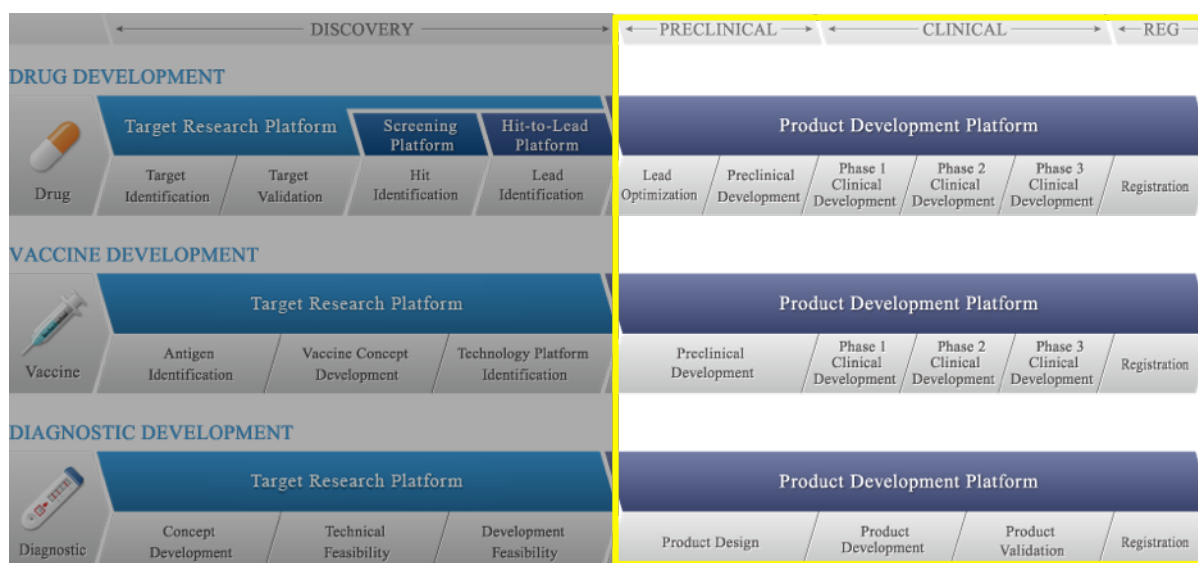 DISCOVERY PRECLINICAL CLINICAL REG
DRUG DEVELOPMENT
Drug
Target Research Platform
Screening
Platform
Hit-to-Lead
Platform
Product Development Platform
Target
Identification
Target
Validation
Hit
Identification
Lead
Identification
Lead
Optimization
Preclinical
Development
Phase 1
Clinical
Development
Phase 2
Clinical
Development
Phase 3
Clinical
Development
Registration
VACCINE DEVELOPMENT
Vaccine
Target Research Platform
Product Development Platform
Antigen
Identification
Vaccine Concept
Development
Technology Platform
Identification
Preclinical
Development
Phase 1
Clinical
Development
Phase 2
Clinical
Development
Phase 3
Clinical
Development
Registration
DIAGNOSTIC DEVELOPMENT
Diagnostic
Target Research Platform
Product Development Platform
Concept
Development
Technical
Feasibility
Development
Feasibility
Product Design
Product
Development
Product
Validation
Registration